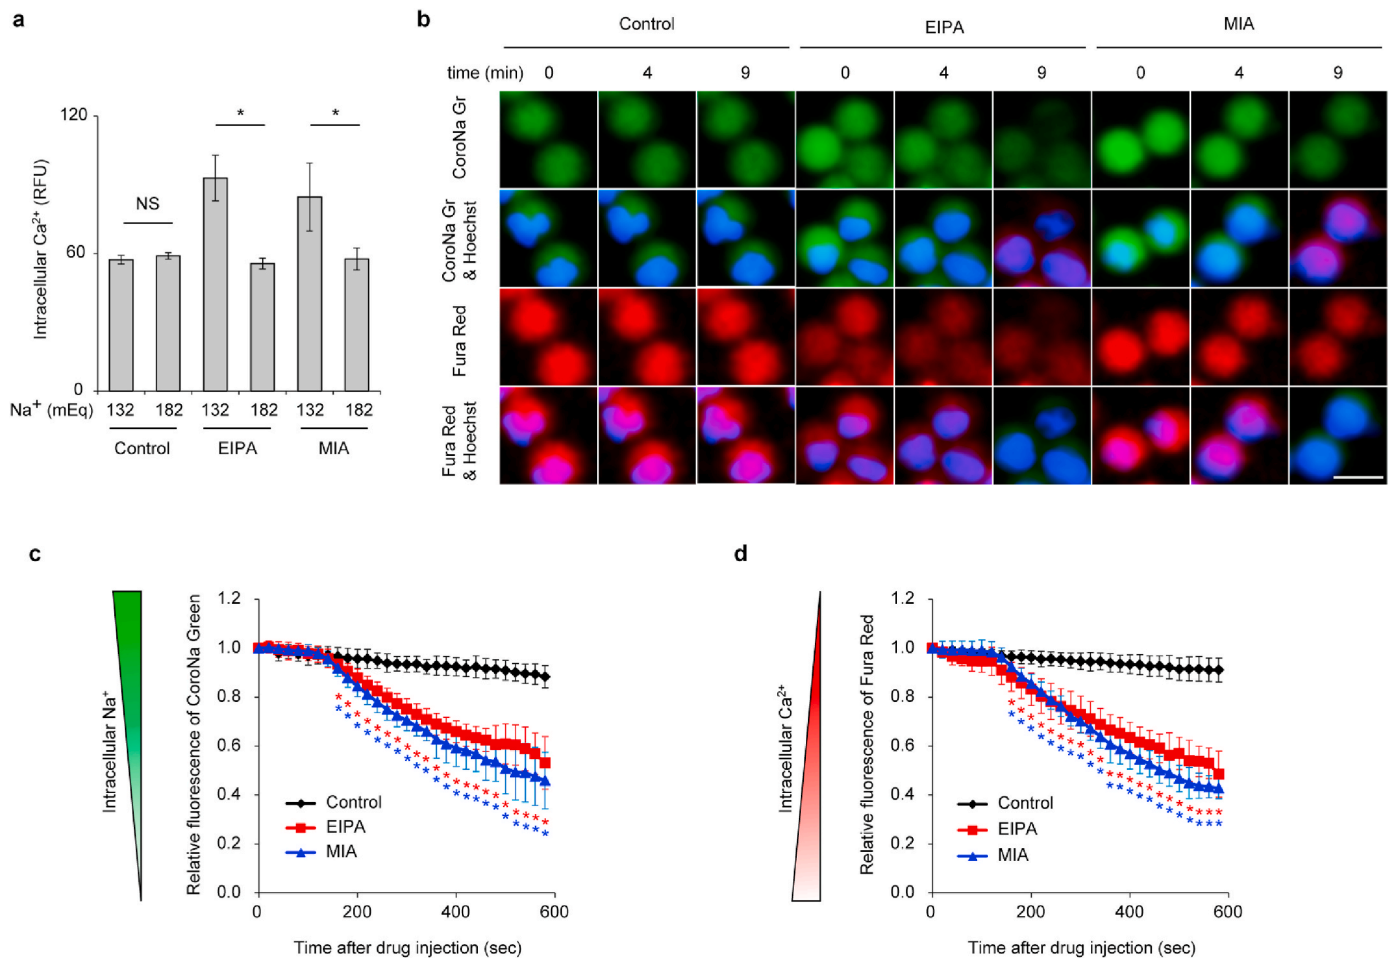 a
Intracellular Ca²⁺ (RFU)
120
60
0
NS
*
*
Na⁺ (mEq)
132 182 132 182 132 182
Control EIPA MIA
b
Control EIPA MIA
time (min) 0 4 9 0 4 9 0 4 9
CoroNa Gr
CoroNa Gr
& Hoechst
Fura Red
Fura Red
& Hoechst
c
Intracellular Na⁺
Relative fluorescence of CoroNa Green
1.2
1.0
0.8
0.6
0.4
0.2
0.0
Control
EIPA
MIA
0 200 400 600
Time after drug injection (sec)
d
Intracellular Ca²⁺
Relative fluorescence of Fura Red
1.2
1.0
0.8
0.6
0.4
0.2
0.0
Control
EIPA
MIA
0 200 400 600
Time after drug injection (sec)